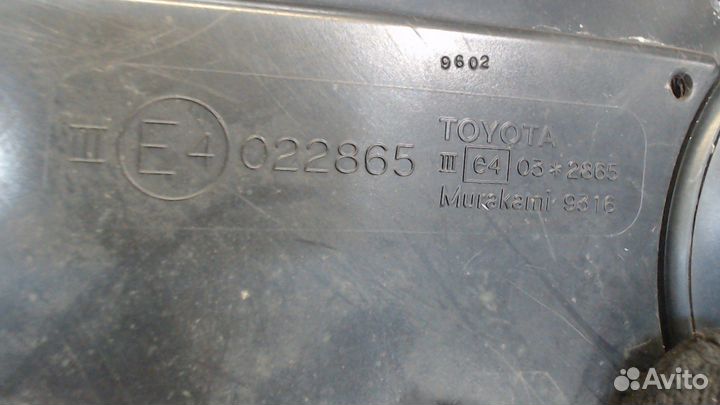 9602
III E4 022865
TOYOTA
III e4 03*2865
Murakami 9316
Avito